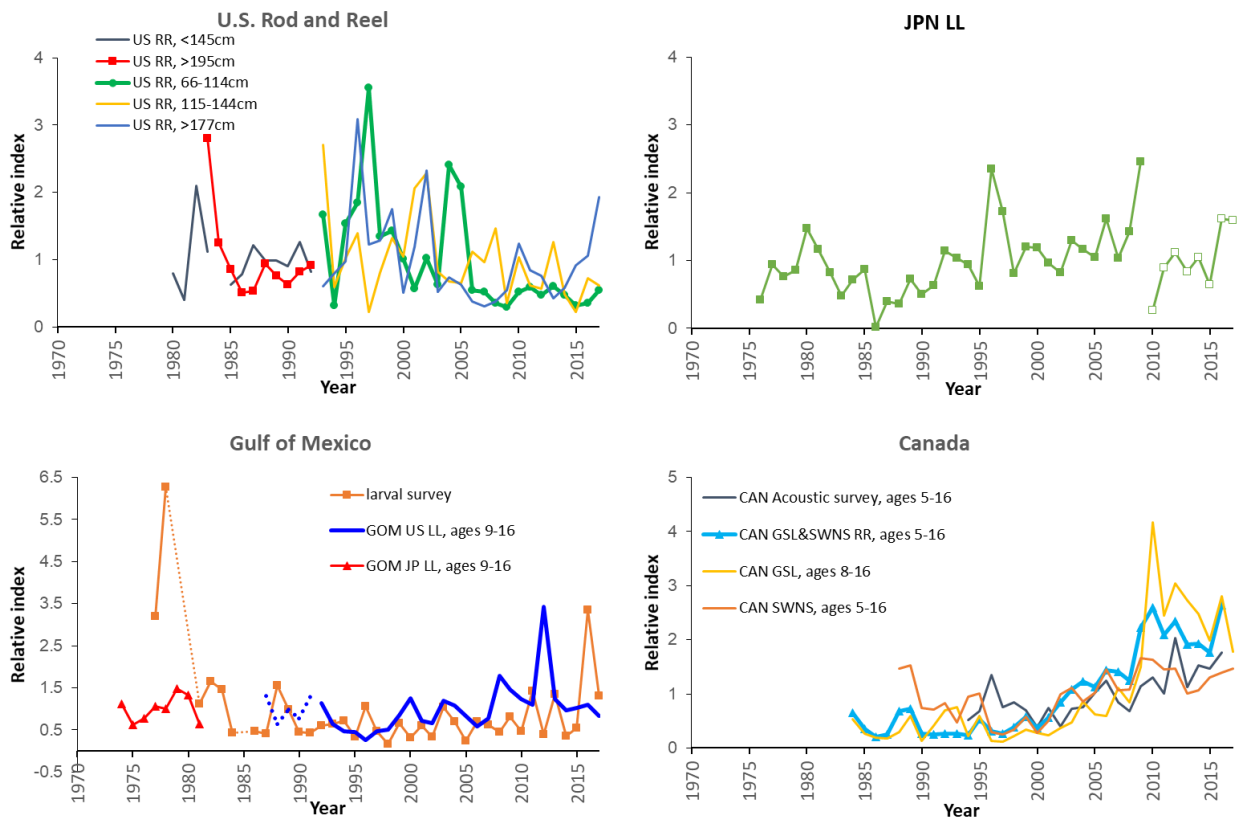 U.S. Rod and Reel
US RR, <145cm
US RR, >195cm
US RR, 66-114cm
US RR, 115-144cm
US RR, >177cm
Relative index
4
3
2
1
0
1970
1975
1980
1985
1990
1995
2000
2005
2010
2015
Year
JPN LL
Relative index
4
3
2
1
0
1970
1975
1980
1985
1990
1995
2000
2005
2010
2015
Year
Gulf of Mexico
larval survey
GOM US LL, ages 9-16
GOM JP LL, ages 9-16
Relative index
6.5
5.5
4.5
3.5
2.5
1.5
0.5
-0.5
1970
1975
1980
1985
1990
1995
2000
2005
2010
2015
Year
Canada
CAN Acoustic survey, ages 5-16
CAN GSL&SWNS RR, ages 5-16
CAN GSL, ages 8-16
CAN SWNS, ages 5-16
Relative index
5
4
3
2
1
0
1970
1975
1980
1985
1990
1995
2000
2005
2010
2015
Year